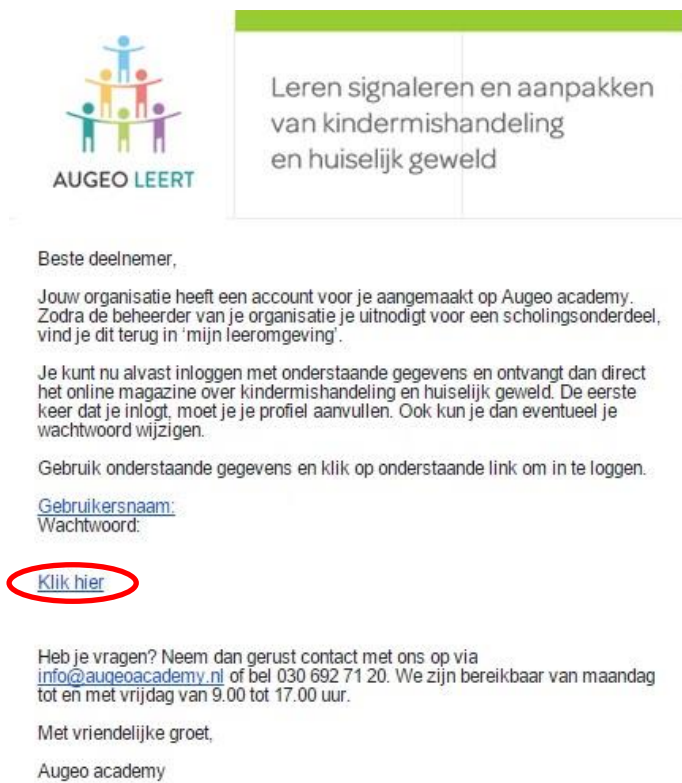 Leren signaleren en aanpakken
van kindermishandeling
en huiselijk geweld
AUGEO LEERT
Beste deelnemer,
Jouw organisatie heeft een account voor je aangemaakt op Augeo academy.
Zodra de beheerder van je organisatie je uitnodigt voor een scholingsonderdeel,
vind je dit terug in ‘mijn leeromgeving’.
Je kunt nu alvast inloggen met onderstaande gegevens en ontvangt dan direct
het online magazine over kindermishandeling en huiselijk geweld. De eerste
keer dat je inlogt, moet je je profiel aanvullen. Ook kun je dan eventueel je
wachtwoord wijzigen.
Gebruik onderstaande gegevens en klik op onderstaande link om in te loggen.
Gebruikersnaam:
Wachtwoord:
Klik hier
Heb je vragen? Neem dan gerust contact met ons op via
info@augeoacademy.nl of bel 030 692 71 20. We zijn bereikbaar van maandag
tot en met vrijdag van 9.00 tot 17.00 uur.
Met vriendelijke groet,
Augeo academy